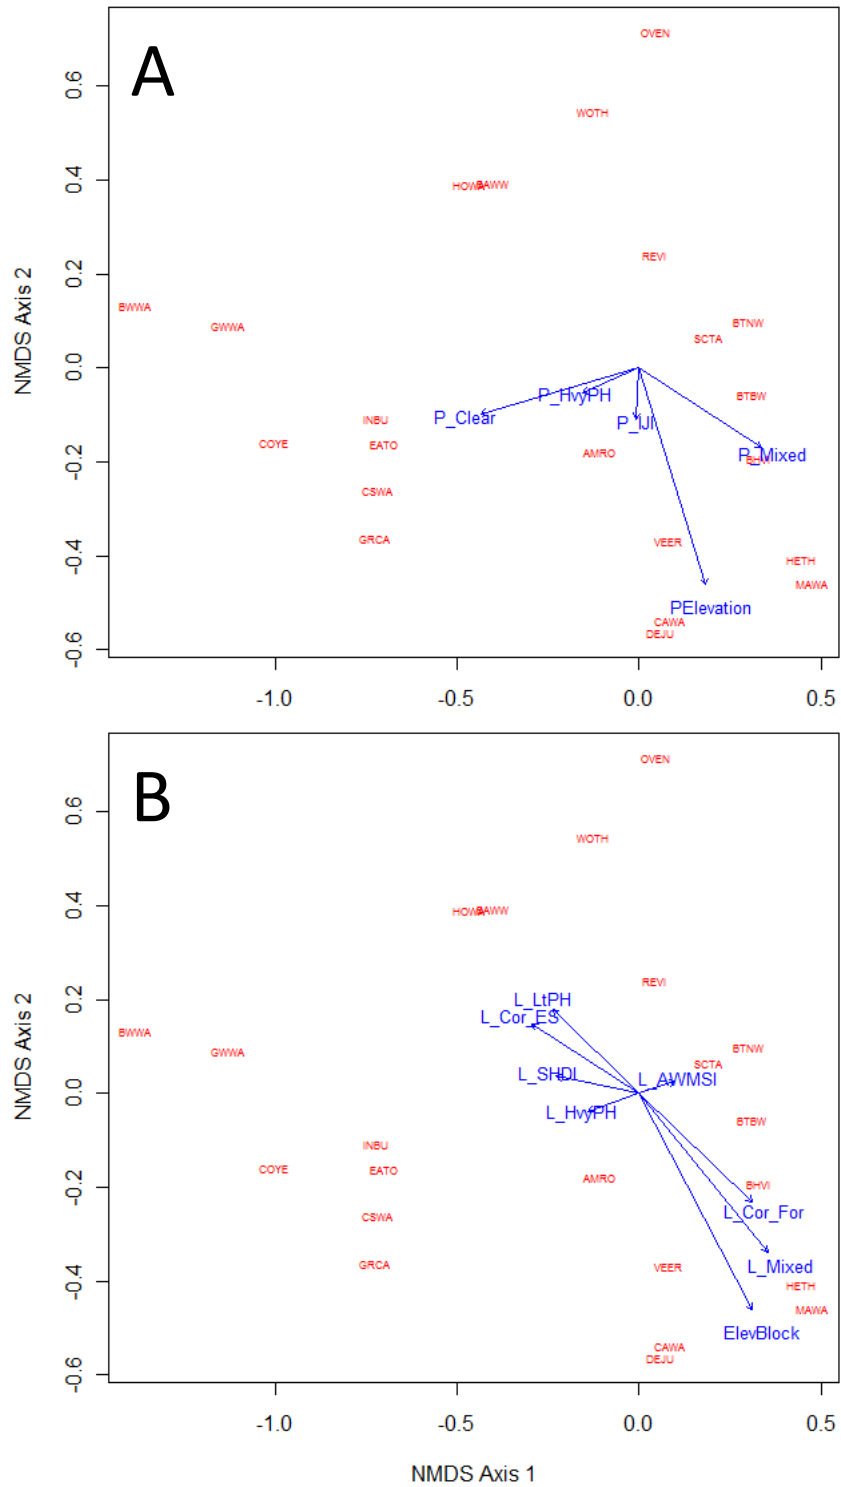 A
OVEN
0.6
WOTH
0.4
BAWW
NMDS Axis 2
0.2
REVI
BWWA
GWWA
BTNW
SCTA
0.0
P_HvyPH
BTBW
P_Clear
INBU
P_IJI
COYE
EATO
AMRO
P_Mixed
-0.2
CSWA
GRCA
VEER
-0.4
HETH
MAWA
PElevation
CAWA
DEJU
-0.6
-1.0 -0.5 0.0 0.5
B
OVEN
0.6
WOTH
0.4
BAWW
NMDS Axis 2
0.2
REVI
L_LtPH
L_Cor_ES
BWWA
GWWA
BTNW
SCTA
L_SHDI
L_AWMSI
0.0
L_HvyPH
BTBW
INBU
COYE
EATO
AMRO
BHVI
-0.2
CSWA
L_Cor_For
GRCA
VEER
L_Mixed
-0.4
HETH
MAWA
ElevBlock
CAWA
DEJU
-0.6
-1.0 -0.5 0.0 0.5
NMDS Axis 1